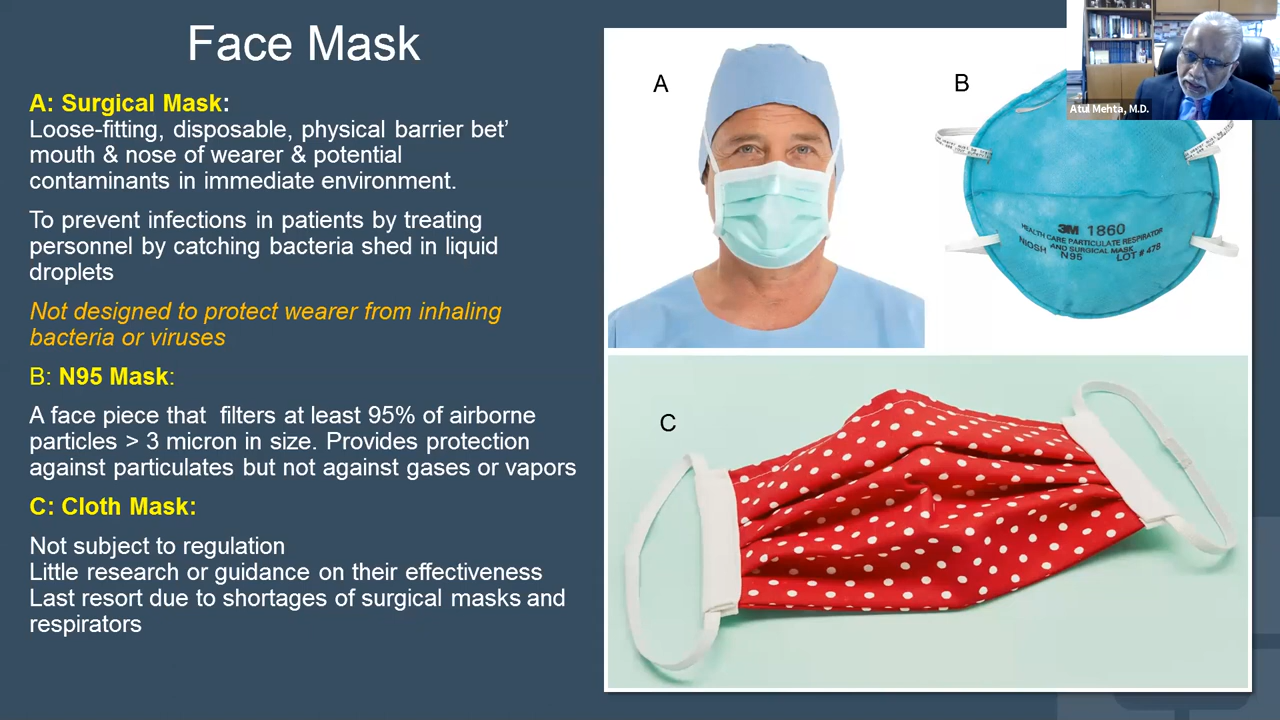 Face Mask
A: Surgical Mask:
Loose-fitting, disposable, physical barrier bet’
mouth & nose of wearer & potential
contaminants in immediate environment.
To prevent infections in patients by treating
personnel by catching bacteria shed in liquid
droplets
Not designed to protect wearer from inhaling
bacteria or viruses
B: N95 Mask:
A face piece that filters at least 95% of airborne
particles > 3 micron in size. Provides protection
against particulates but not against gases or vapors
C: Cloth Mask:
Not subject to regulation
Little research or guidance on their effectiveness
Last resort due to shortages of surgical masks and
respirators
A
B
Atul Mehta, M.D.
3M 1860
HEALTH CARE PARTICULATE RESPIRATOR
AND SURGICAL MASK
NIOSH N95 LOT # 478
C